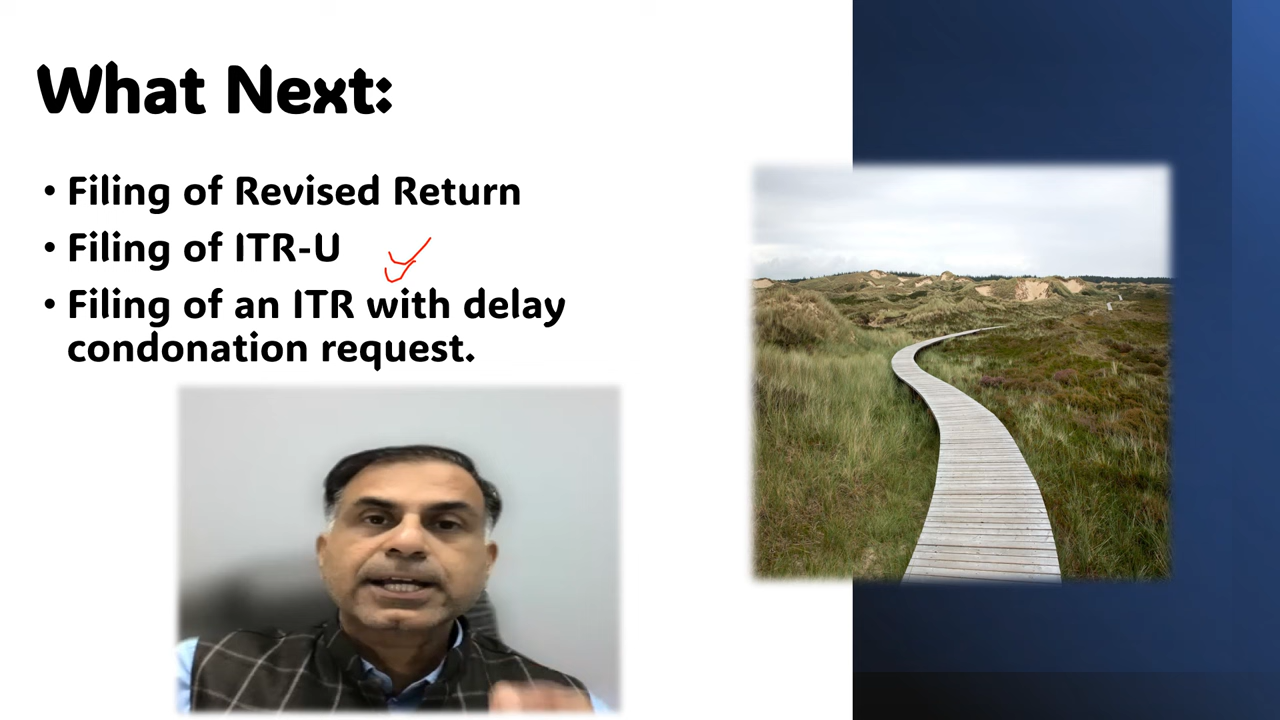 What Next:
• Filing of Revised Return
• Filing of ITR-U
• Filing of an ITR with delay
condonation request.